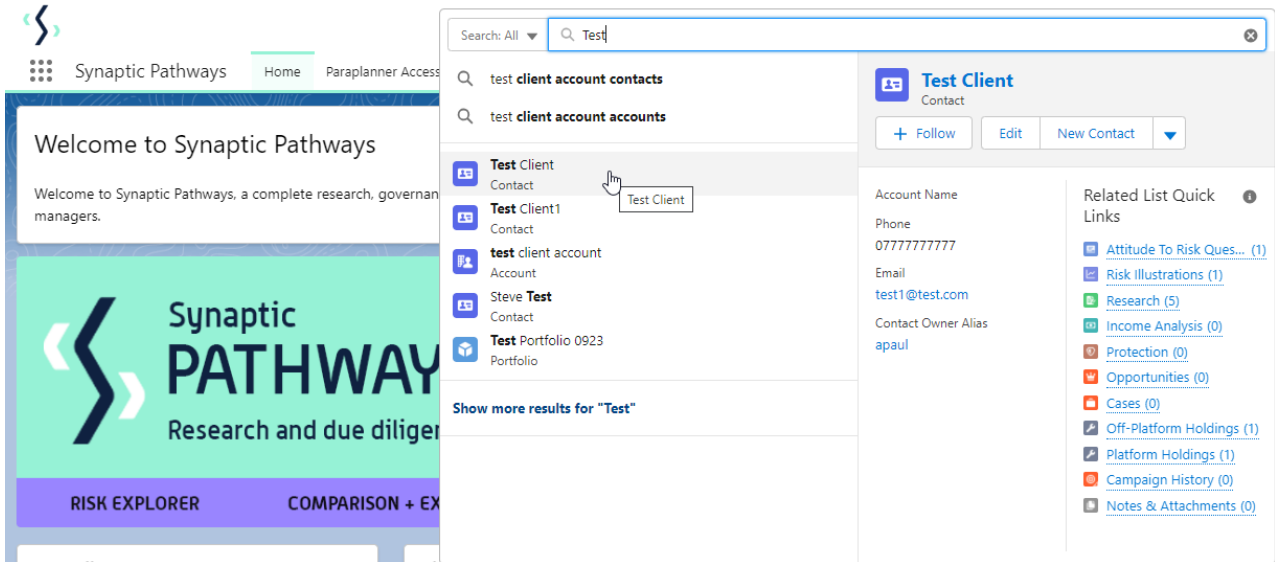 Search: All
Test
Synaptic Pathways
Home
Paraplanner Access
Welcome to Synaptic Pathways
Welcome to Synaptic Pathways, a complete research, governan
managers.
Synaptic
PATHWAY
Research and due diliger
RISK EXPLORER
COMPARISON + EX
test client account contacts
test client account accounts
Test Client
Contact
Test Client
Test Client1
Contact
test client account
Account
Steve Test
Contact
Test Portfolio 0923
Portfolio
Show more results for "Test"
Test Client
Contact
+ Follow
Edit
New Contact
Account Name
Phone
07777777777
Email
test1@test.com
Contact Owner Alias
apaul
Related List Quick
Links
Attitude To Risk Ques... (1)
Risk Illustrations (1)
Research (5)
Income Analysis (0)
Protection (0)
Opportunities (0)
Cases (0)
Off-Platform Holdings (1)
Platform Holdings (1)
Campaign History (0)
Notes & Attachments (0)